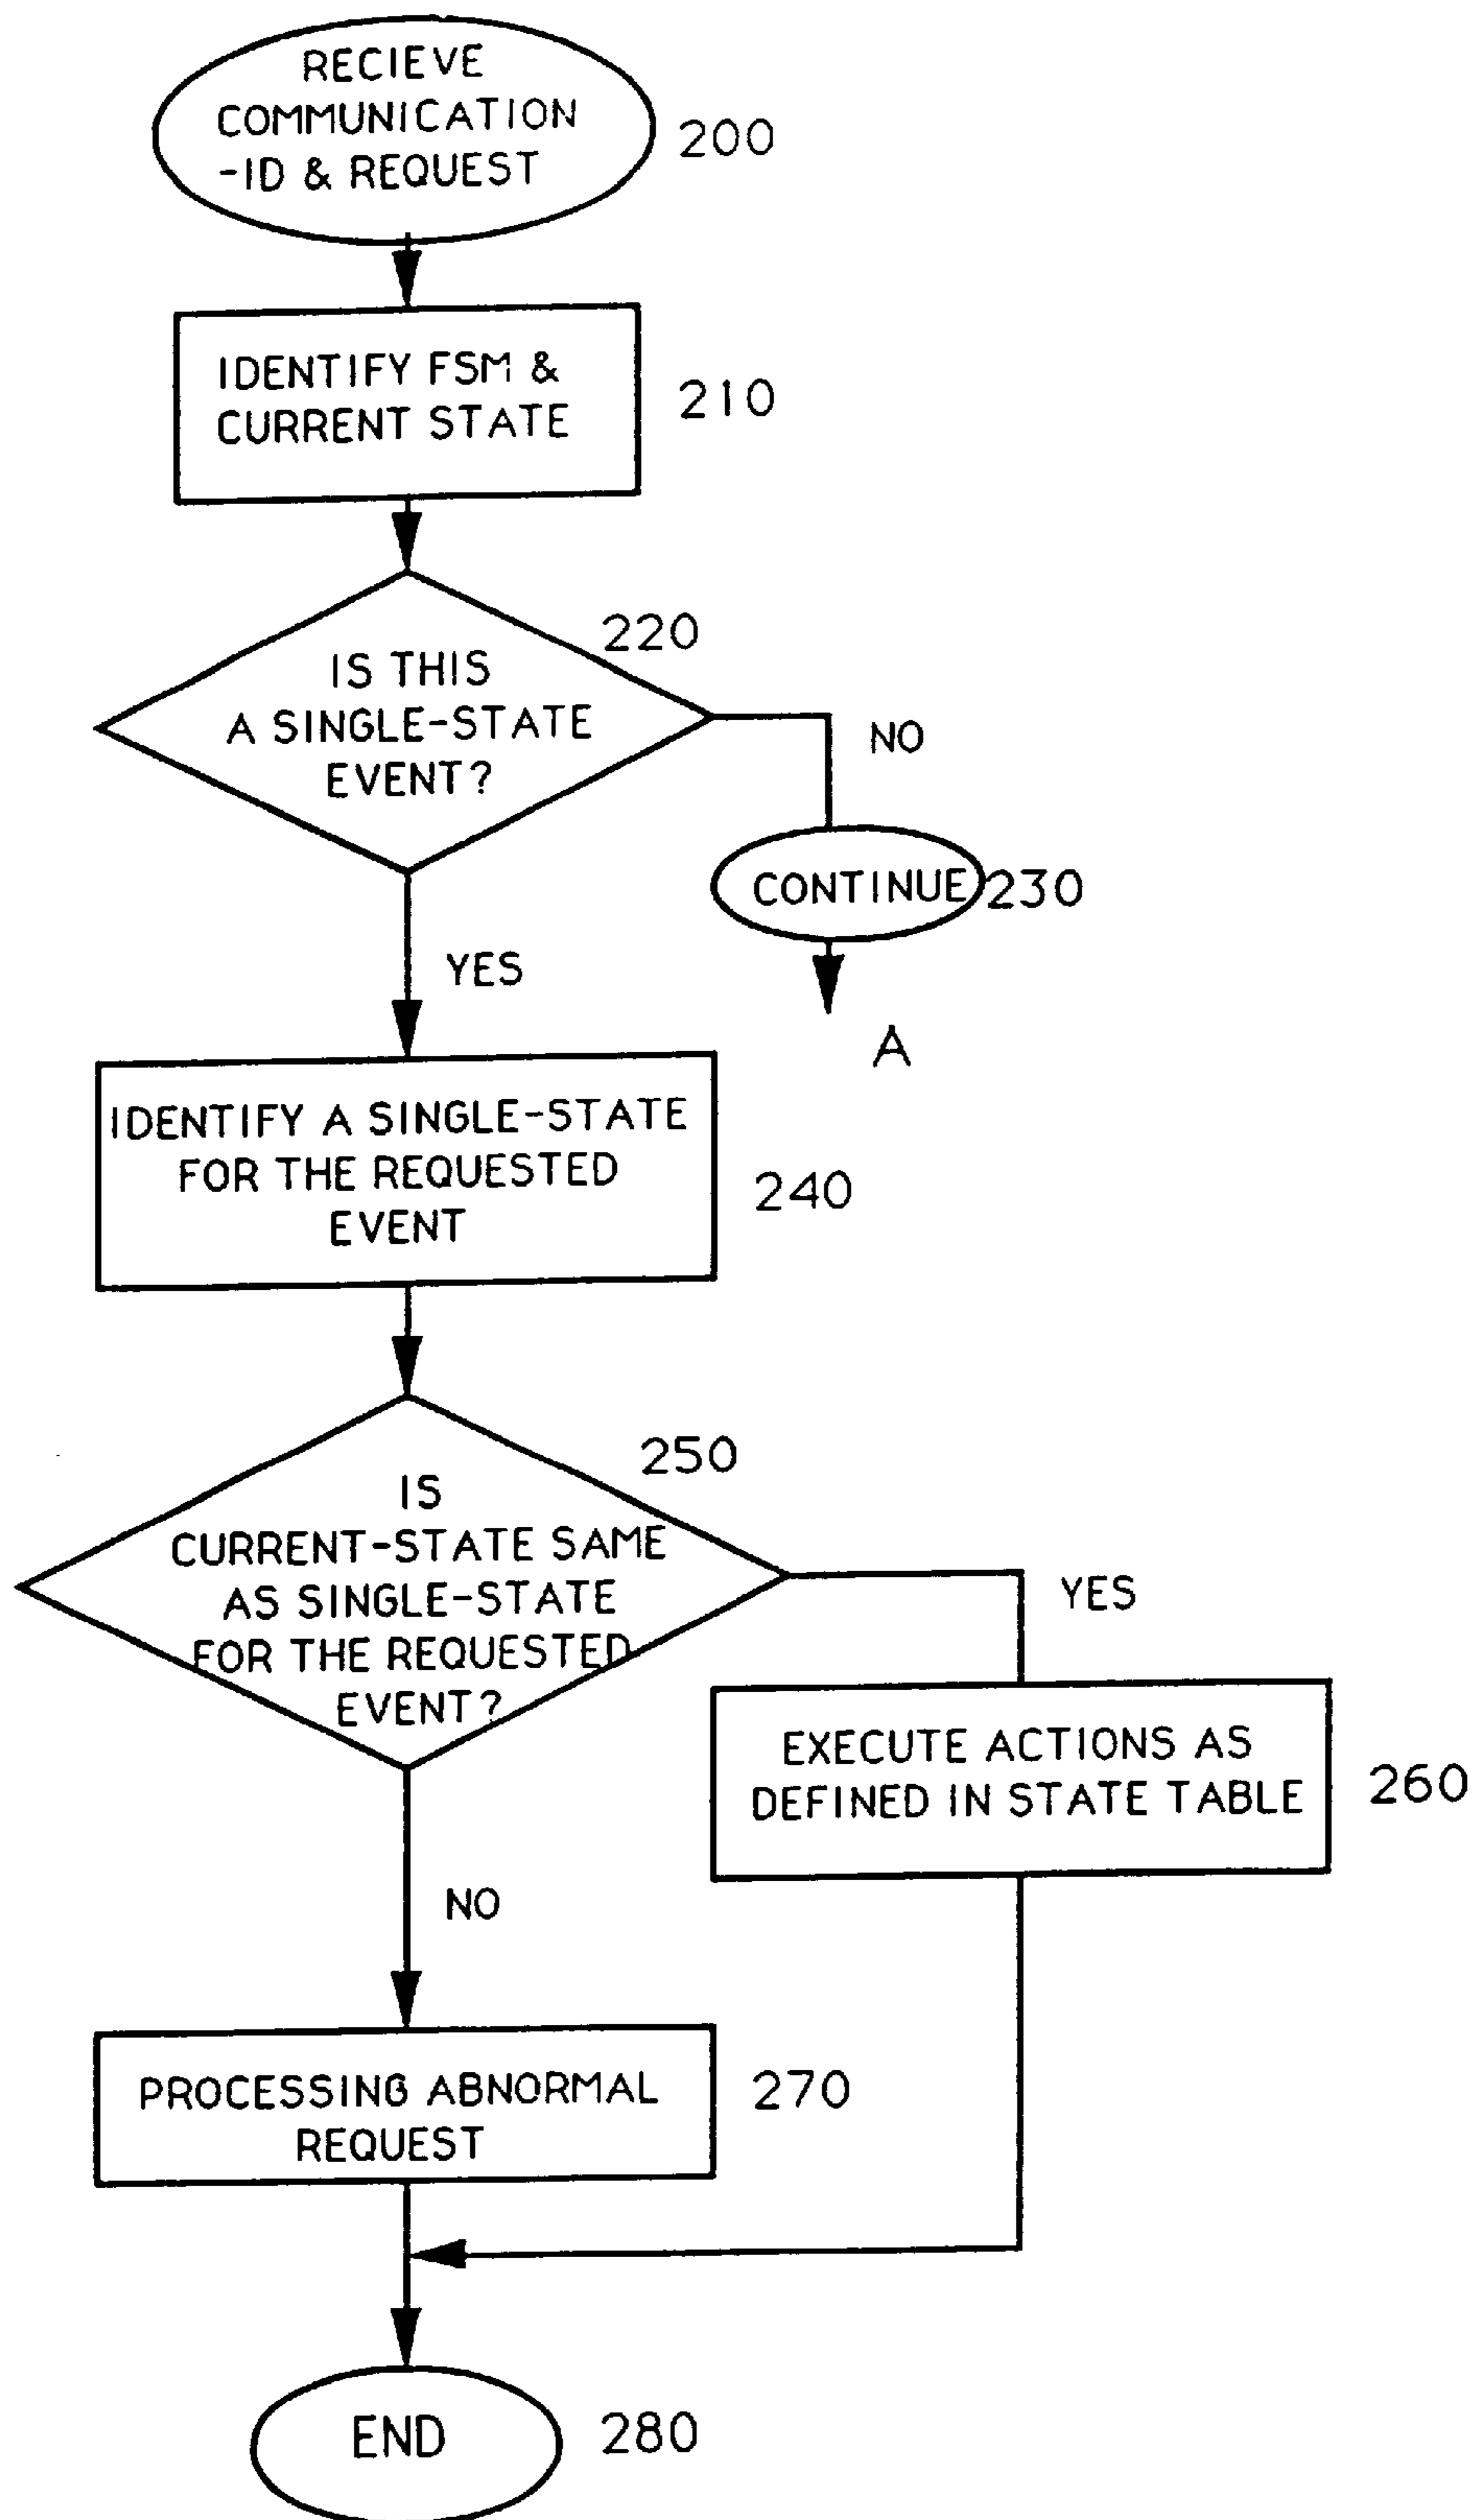 RECIEVE
COMMUNICATION
-ID & REQUEST
200
IDENTIFY FSM &
CURRENT STATE
210
220
IS THIS
A SINGLE-STATE
EVENT?
NO
CONTINUE
230
YES
A
IDENTIFY A SINGLE-STATE
FOR THE REQUESTED
EVENT
240
250
IS
CURRENT-STATE SAME
AS SINGLE-STATE
FOR THE REQUESTED
EVENT?
YES
EXECUTE ACTIONS AS
DEFINED IN STATE TABLE
260
NO
PROCESSING ABNORMAL
REQUEST
270
END
280